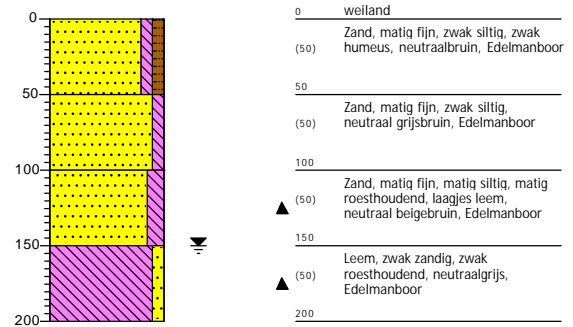 0
50
100
150
200
0 weiland
(50) Zand, matig fijn, zwak siltig, zwak
humeus, neutraalbruin, Edelmanboor
50
Zand, matig fijn, zwak siltig,
(50) neutraal grijsbruin, Edelmanboor
100
Zand, matig fijn, matig siltig, matig
(50) roesthoudend, laagjes leem,
neutraal beigebruin, Edelmanboor
150
Leem, zwak zandig, zwak
(50) roesthoudend, neutraalgrijs,
Edelmanboor
200